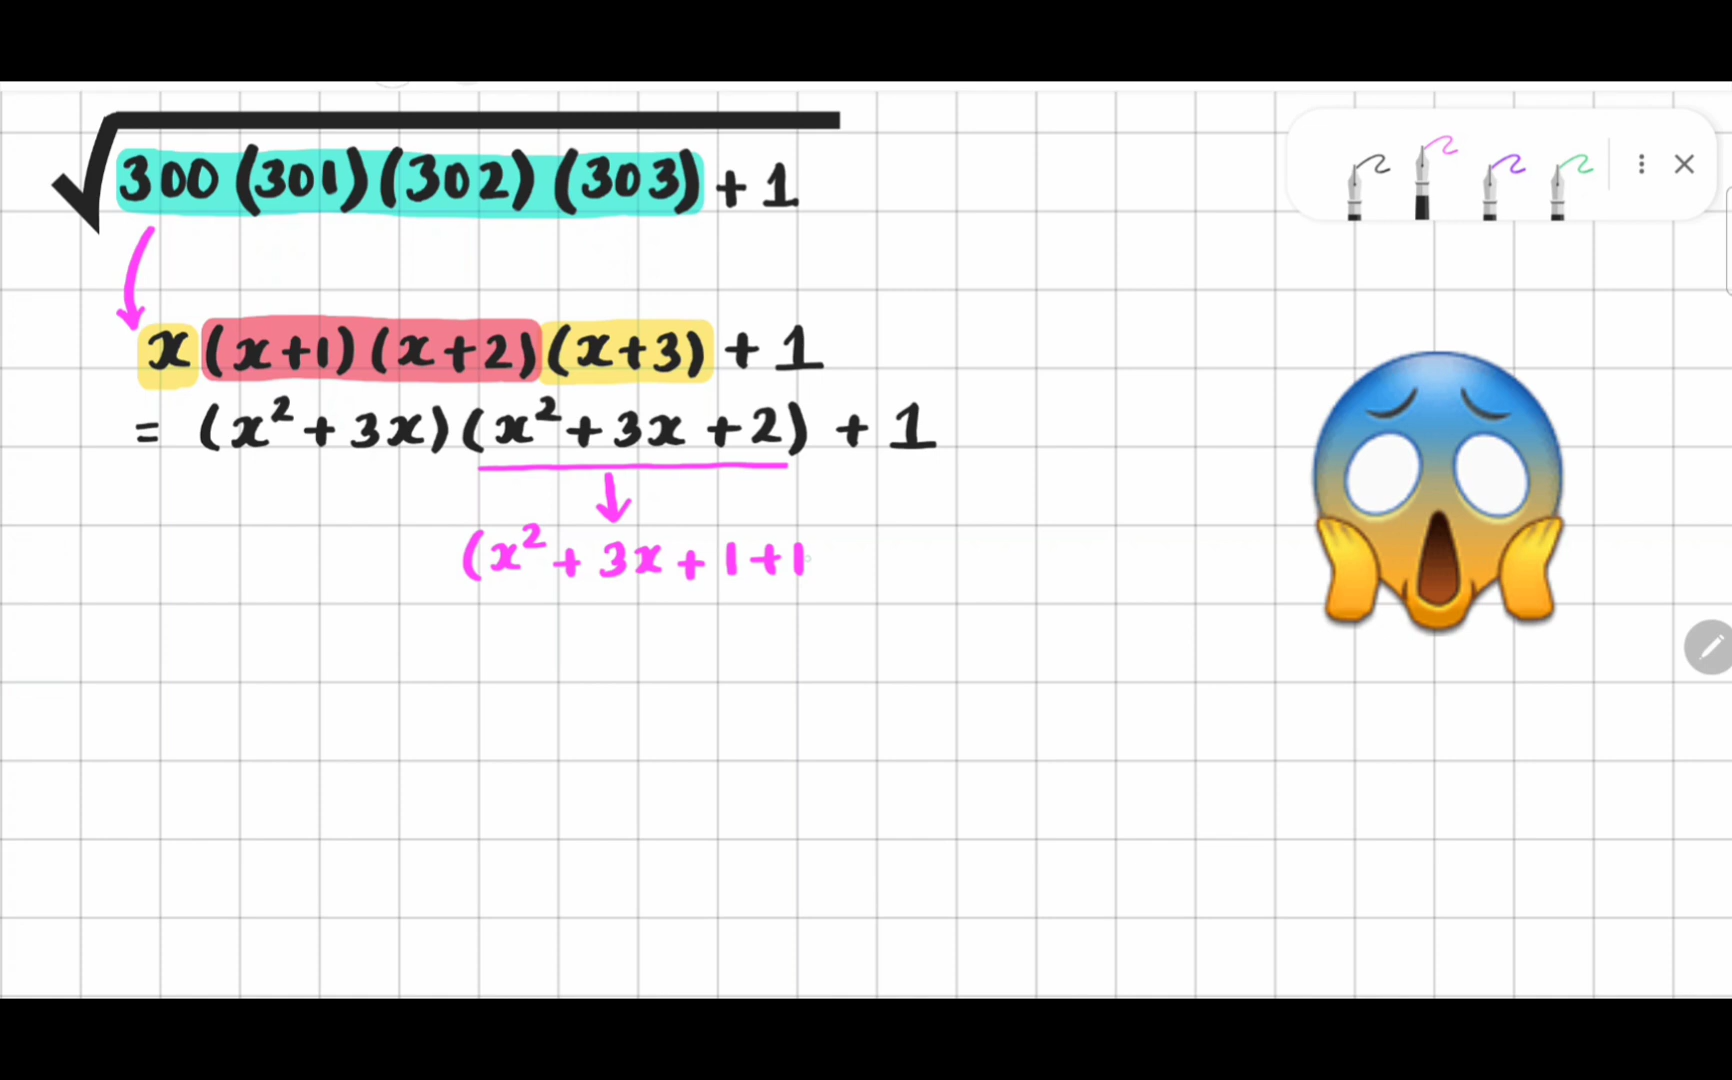 √300(301)(302)(303)+1
x(x+1)(x+2)(x+3)+1
= (x²+3x)(x²+3x+2)+1
(x²+3x+1+1